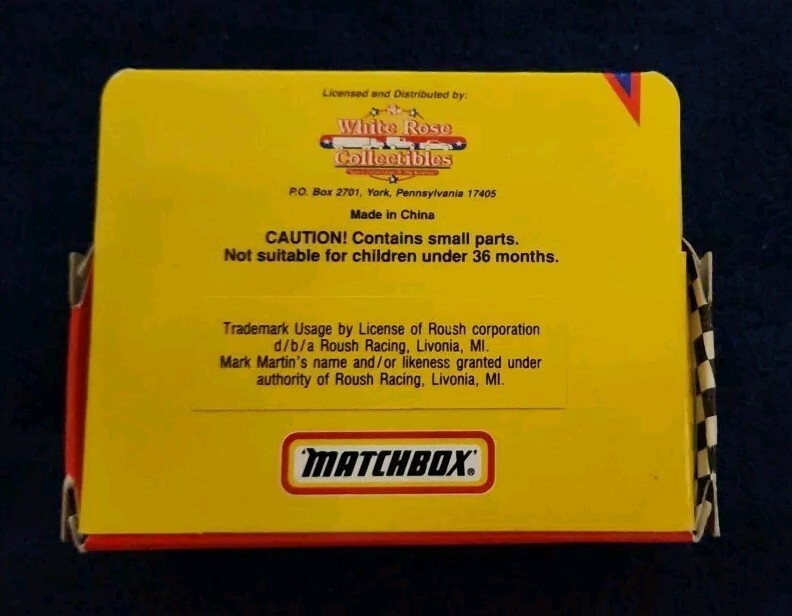 Licensed and Distributed by:
White Rose
Collectibles
P.O. Box 2701, York, Pennsylvania 17405
Made in China
CAUTION! Contains small parts.
Not suitable for children under 36 months.
Trademark Usage by License of Roush corporation
d/b/a Roush Racing, Livonia, MI.
Mark Martin's name and/or likeness granted under
authority of Roush Racing, Livonia, MI.
'MATCHBOX'®